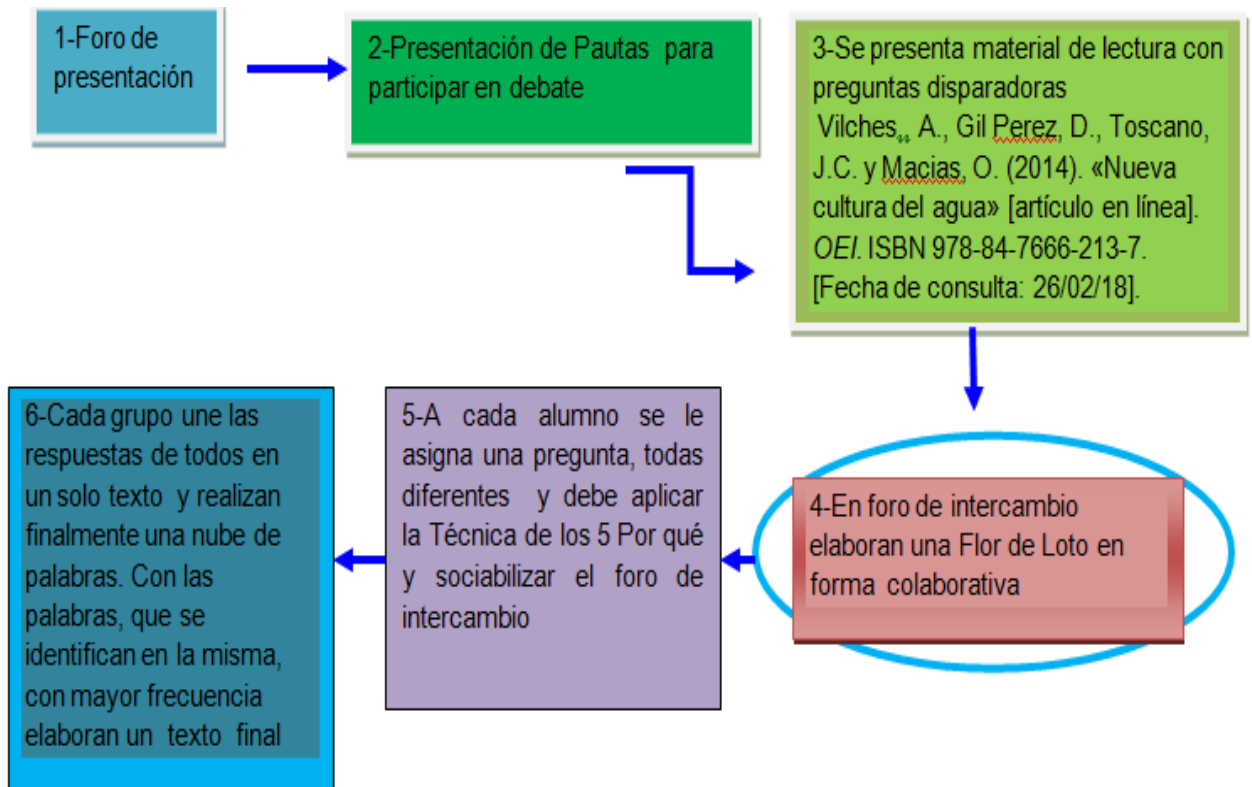 1-Foro de
presentación
2-Presentación de Pautas para
participar en debate
3-Se presenta material de lectura con
preguntas disparadoras
Vilches,, A., Gil Perez, D., Toscano,
J.C. y Macias, O. (2014). «Nueva
cultura del agua» [artículo en línea].
OEI. ISBN 978-84-7666-213-7.
[Fecha de consulta: 26/02/18].
4-En foro de intercambio
elaboran una Flor de Loto en
forma colaborativa
5-A cada alumno se le
asigna una pregunta, todas
diferentes y debe aplicar
la Técnica de los 5 Por qué
y sociabilizar el foro de
intercambio
6-Cada grupo une las
respuestas de todos en
un solo texto y realizan
finalmente una nube de
palabras. Con las
palabras, que se
identifican en la misma,
con mayor frecuencia
elaboran un texto final